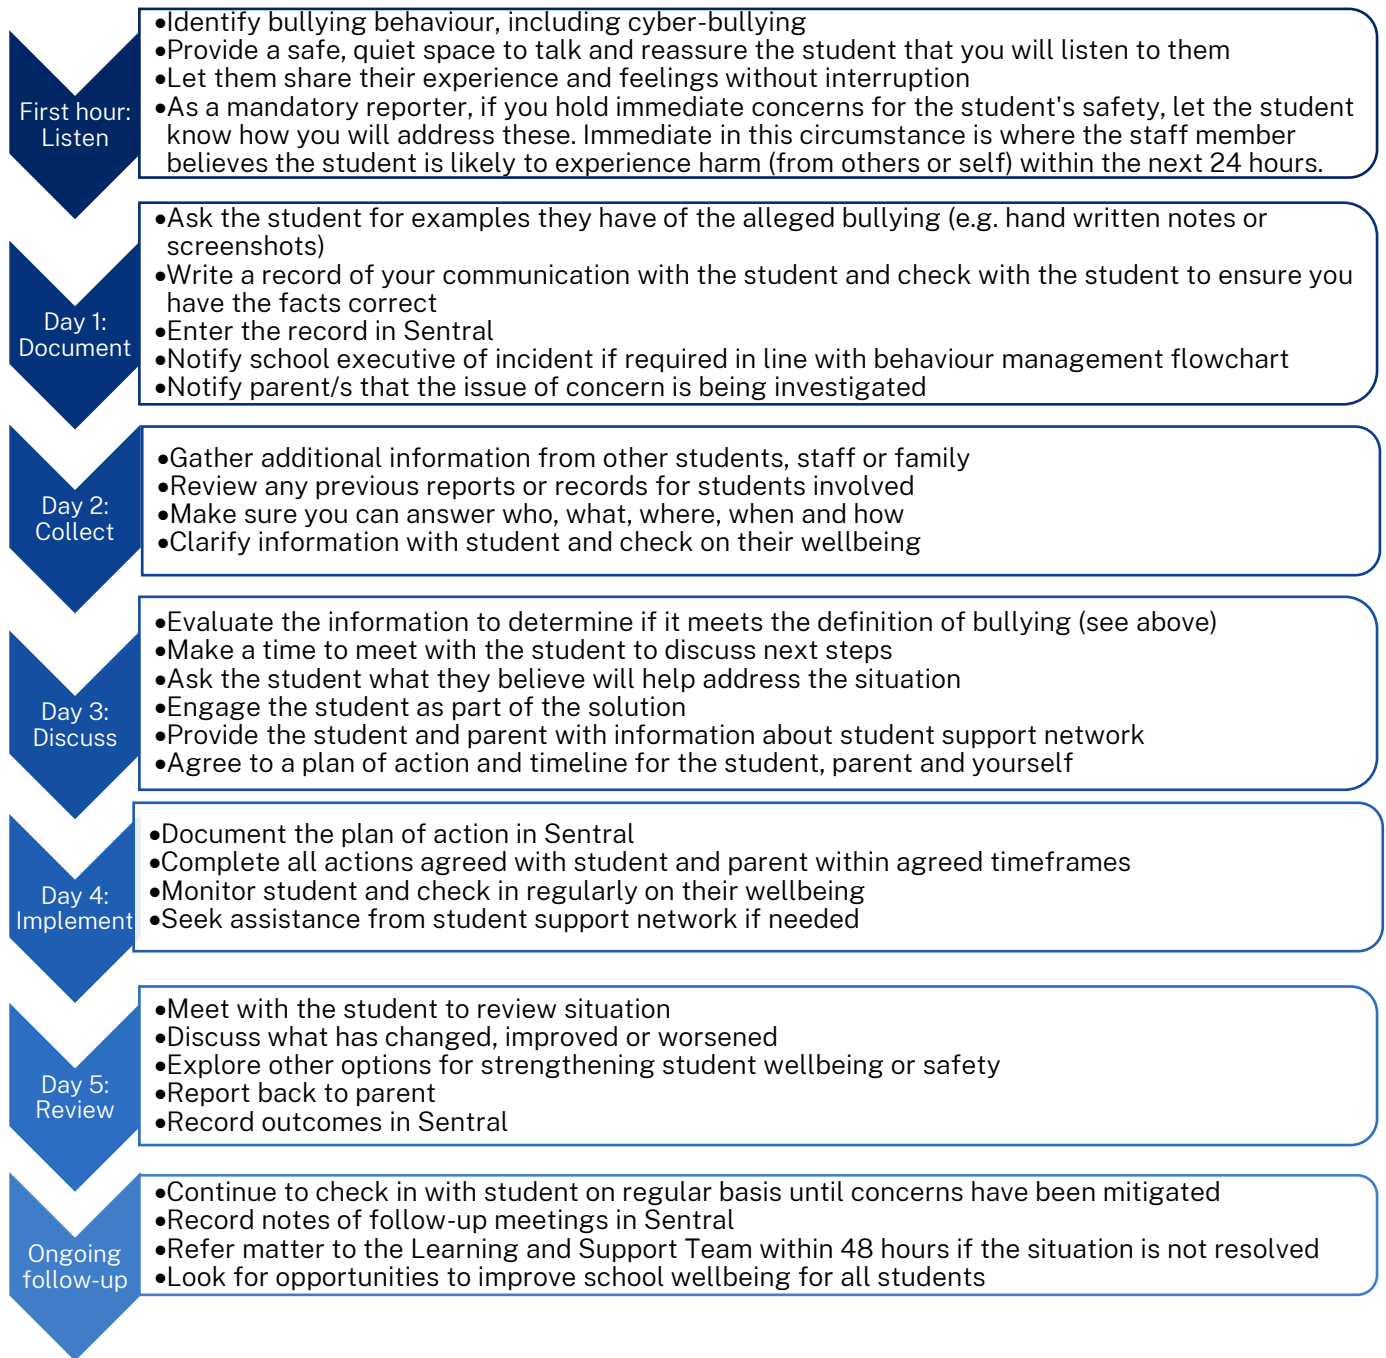 First hour:
Listen
•Identify bullying behaviour, including cyber-bullying
•Provide a safe, quiet space to talk and reassure the student that you will listen to them
•Let them share their experience and feelings without interruption
•As a mandatory reporter, if you hold immediate concerns for the student's safety, let the student
know how you will address these. Immediate in this circumstance is where the staff member
believes the student is likely to experience harm (from others or self) within the next 24 hours.
Day 1:
Document
•Ask the student for examples they have of the alleged bullying (e.g. hand written notes or
screenshots)
•Write a record of your communication with the student and check with the student to ensure you
have the facts correct
•Enter the record in Sentral
•Notify school executive of incident if required in line with behaviour management flowchart
•Notify parent/s that the issue of concern is being investigated
Day 2:
Collect
•Gather additional information from other students, staff or family
•Review any previous reports or records for students involved
•Make sure you can answer who, what, where, when and how
•Clarify information with student and check on their wellbeing
Day 3:
Discuss
•Evaluate the information to determine if it meets the definition of bullying (see above)
•Make a time to meet with the student to discuss next steps
•Ask the student what they believe will help address the situation
•Engage the student as part of the solution
•Provide the student and parent with information about student support network
•Agree to a plan of action and timeline for the student, parent and yourself
Day 4:
Implement
•Document the plan of action in Sentral
•Complete all actions agreed with student and parent within agreed timeframes
•Monitor student and check in regularly on their wellbeing
•Seek assistance from student support network if needed
Day 5:
Review
•Meet with the student to review situation
•Discuss what has changed, improved or worsened
•Explore other options for strengthening student wellbeing or safety
•Report back to parent
•Record outcomes in Sentral
Ongoing
follow-up
•Continue to check in with student on regular basis until concerns have been mitigated
•Record notes of follow-up meetings in Sentral
•Refer matter to the Learning and Support Team within 48 hours if the situation is not resolved
•Look for opportunities to improve school wellbeing for all students